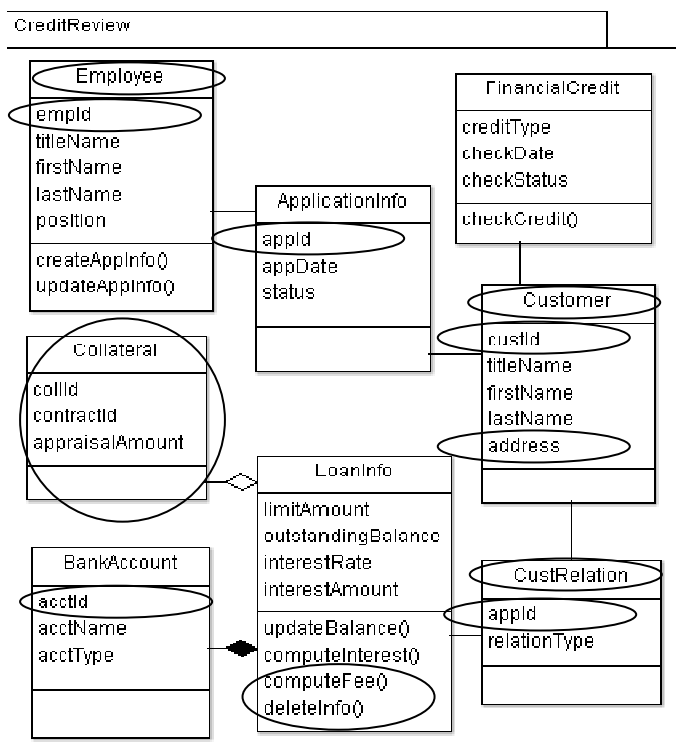 CreditReview
Employee
empId
titleName
firstName
lastName
position
createAppInfo()
updateAppInfo()
FinancialCredit
creditType
checkDate
checkStatus
checkCredit()
ApplicationInfo
appId
appDate
status
Customer
custId
titleName
firstName
lastName
address
Collateral
collId
contractId
appraisalAmount
LoanInfo
limitAmount
outstandingBalance
interestRate
interestAmount
updateBalance()
computeInterest()
computeFee()
deleteInfo()
BankAccount
acctId
acctName
acctType
CustRelation
appId
relationType